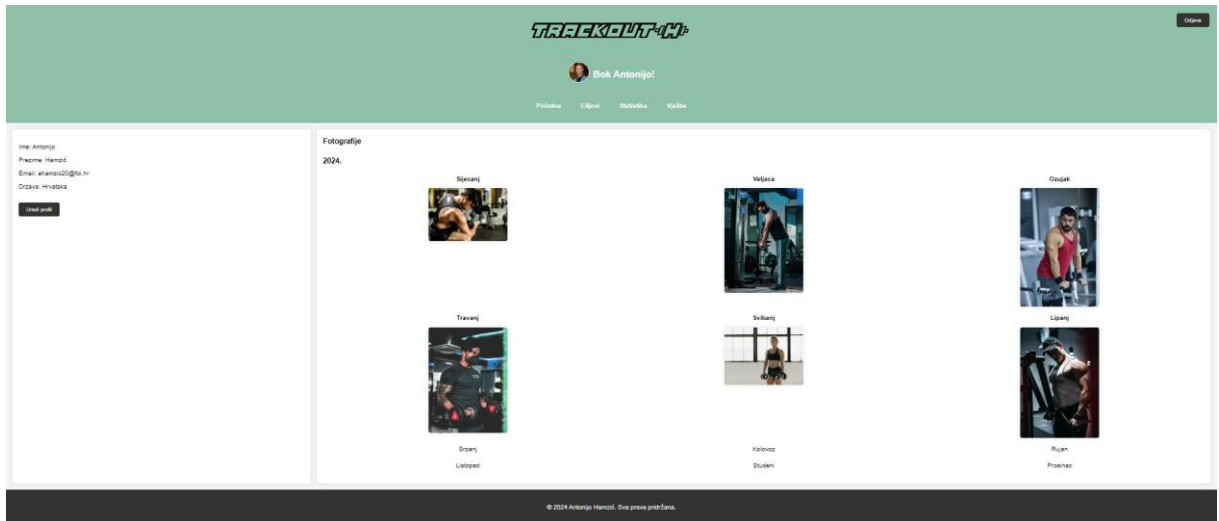 TRACKOUT-H
Odjava
Bok Antonijo!
Početna Ciljevi Statistika Vježbe
Ime: Antonijo
Prezime: Hamzić
Email: ahamzic20@foi.hr
Drzava: Hrvatska
Uredi profil
Fotografije
2024.
Sijecanj Veljaca Ozujak
Travanj Svibanj Lipanj
Srpanj Kolovoz Rujan
Listopad Studeni Prosinac
© 2024 Antonijo Hamzić. Sva prava pridržana.